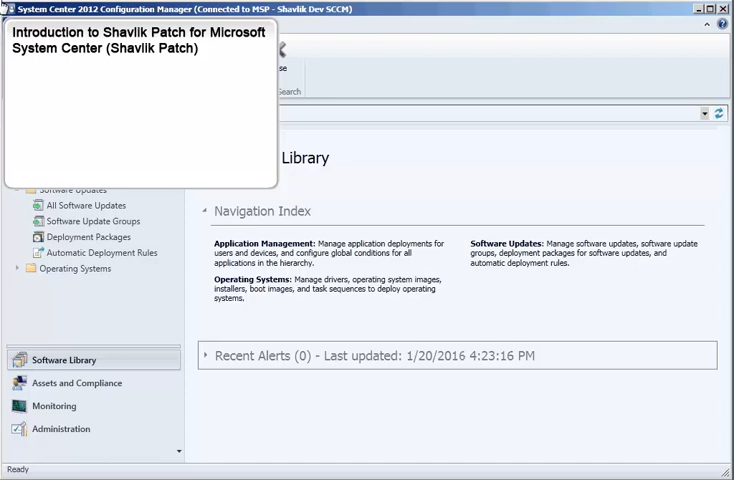 System Center 2012 Configuration Manager (Connected to MSP - Shavlik Dev SCCM)
Introduction to Shavlik Patch for Microsoft
System Center (Shavlik Patch)
Library
Navigation Index
Application Management: Manage application deployments for
users and devices, and configure global conditions for all
applications in the hierarchy.
Operating Systems: Manage drivers, operating system images,
installers, boot images, and task sequences to deploy operating
systems.
Software Updates: Manage software updates, software update
groups, deployment packages for software updates, and
automatic deployment rules.
Recent Alerts (0) - Last updated: 1/20/2016 4:23:16 PM
Software Updates
All Software Updates
Software Update Groups
Deployment Packages
Automatic Deployment Rules
Operating Systems
Software Library
Assets and Compliance
Monitoring
Administration
Ready